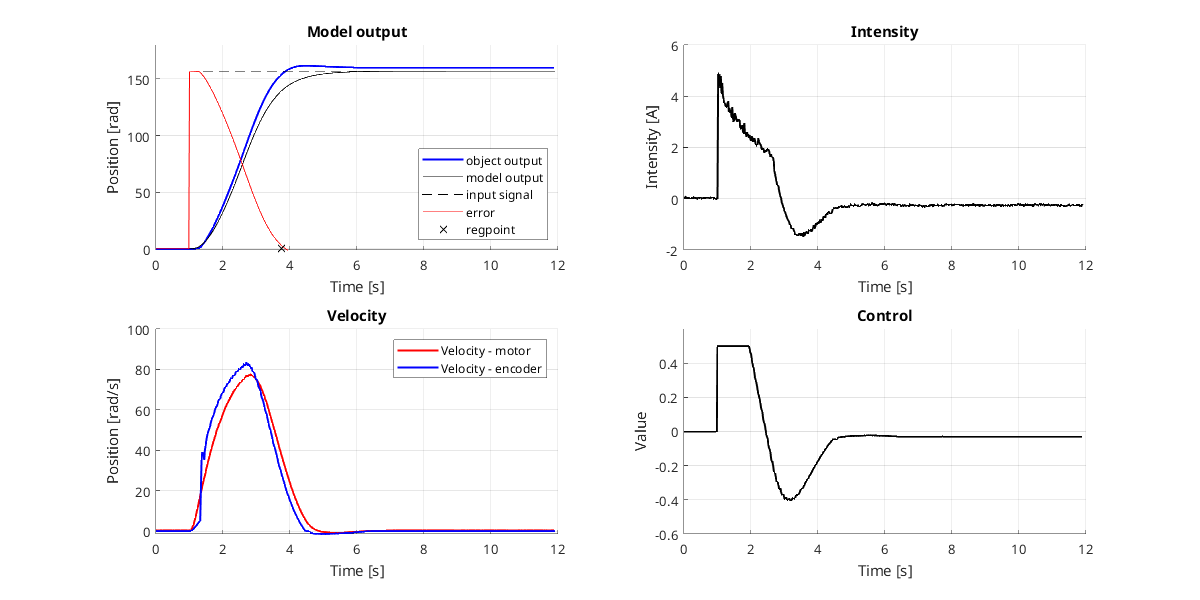 Model output
Position [rad]
150
100
50
0
0 2 4 6 8 10 12
Time [s]
object output
model output
input signal
error
regpoint
Intensity
Intensity [A]
6
4
2
0
-2
0 2 4 6 8 10 12
Time [s]
Velocity
Position [rad/s]
100
80
60
40
20
0
0 2 4 6 8 10 12
Time [s]
Velocity - motor
Velocity - encoder
Control
Value
0.4
0.2
0
-0.2
-0.4
-0.6
0 2 4 6 8 10 12
Time [s]